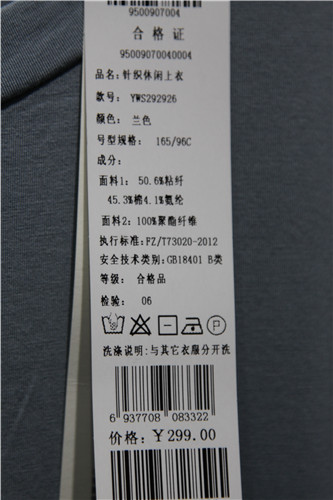 9500907004
合格证
95009070040004
品名:针织休闲上衣
款号: YWS292926
颜色: 兰色
号型规格: 165/96C
成分:
面料1: 50.6%粘纤
45.3%棉4.1%氨纶
面料2: 100%聚酯纤维
执行标准:FZ/T73020-2012
安全技术类别:GB18401 B类
等级: 合格品
检验: 06
洗涤说明:与其它衣服分开洗
6 937708 083322
价格:¥299.00